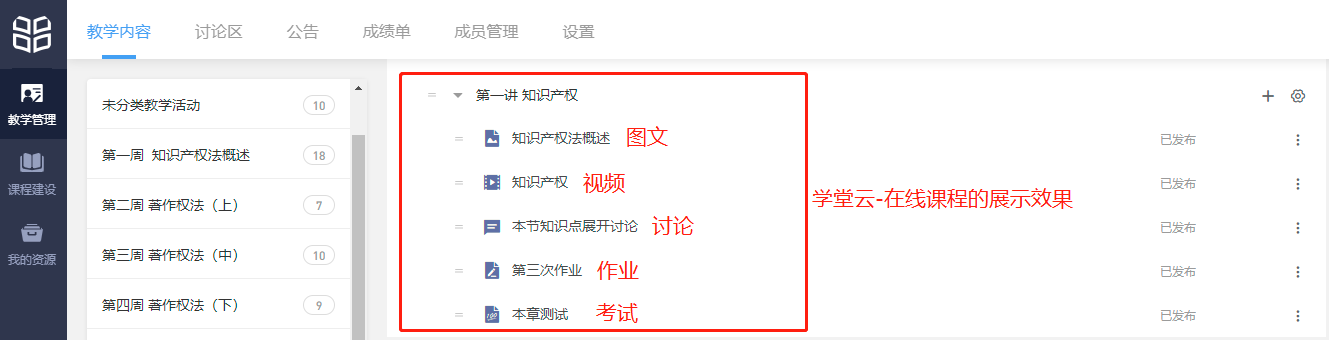 教学内容 讨论区 公告 成绩单 成员管理 设置
教学管理
课程建设
我的资源
未分类教学活动 10
第一周 知识产权法概述 18
第二周 著作权法（上） 7
第三周 著作权法（中） 10
第四周 著作权法（下） 9
第一讲 知识产权
知识产权法概述 图文 已发布
知识产权 视频 已发布
学堂云-在线课程的展示效果
本节知识点展开讨论 讨论 已发布
第三次作业 作业 已发布
本章测试 考试 已发布